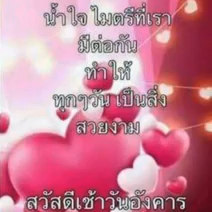 น้ำใจไมตรีที่เรา
มีต่อกัน
ทำให้
ทุกๆวัน เป็นสิ่ง
สวยงาม
สวัสดีเช้าวันอังคาร